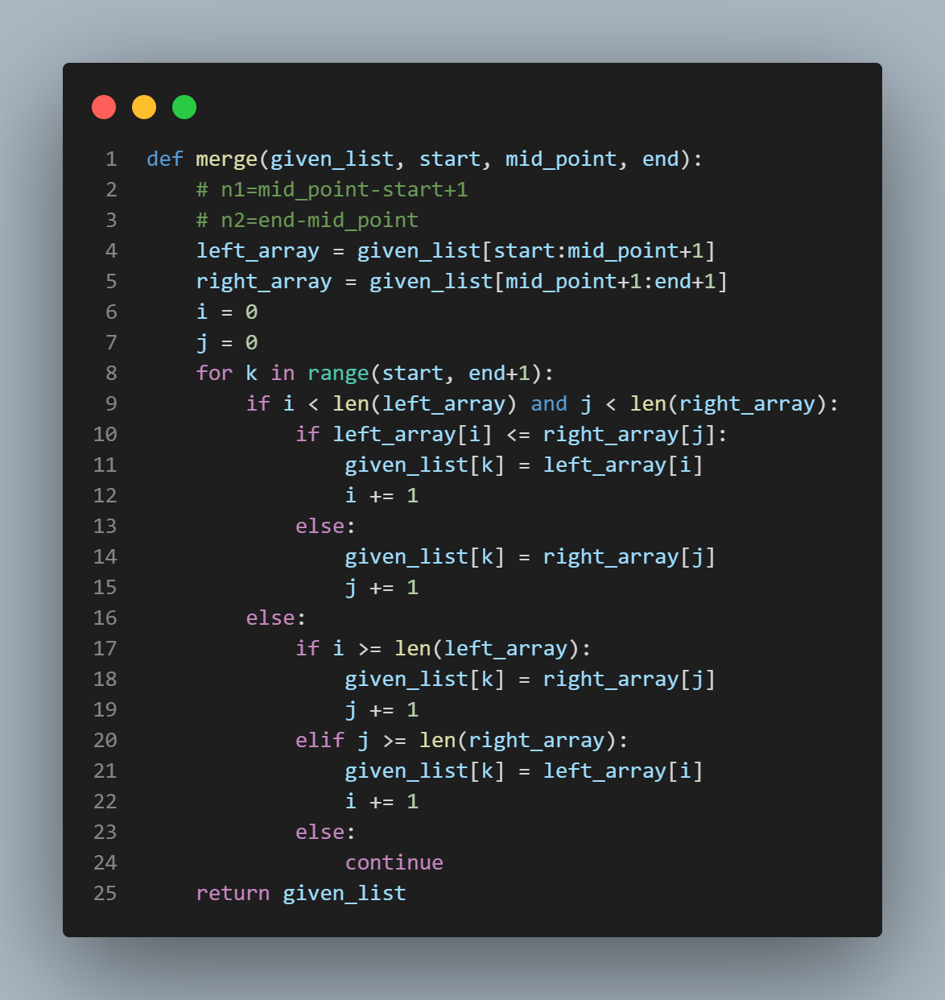 1 def merge(given_list, start, mid_point, end):
2     # n1=mid_point-start+1
3     # n2=end-mid_point
4     left_array = given_list[start:mid_point+1]
5     right_array = given_list[mid_point+1:end+1]
6     i = 0
7     j = 0
8     for k in range(start, end+1):
9         if i < len(left_array) and j < len(right_array):
10             if left_array[i] <= right_array[j]:
11                 given_list[k] = left_array[i]
12                 i += 1
13             else:
14                 given_list[k] = right_array[j]
15                 j += 1
16         else:
17             if i >= len(left_array):
18                 given_list[k] = right_array[j]
19                 j += 1
20             elif j >= len(right_array):
21                 given_list[k] = left_array[i]
22                 i += 1
23             else:
24                 continue
25     return given_list